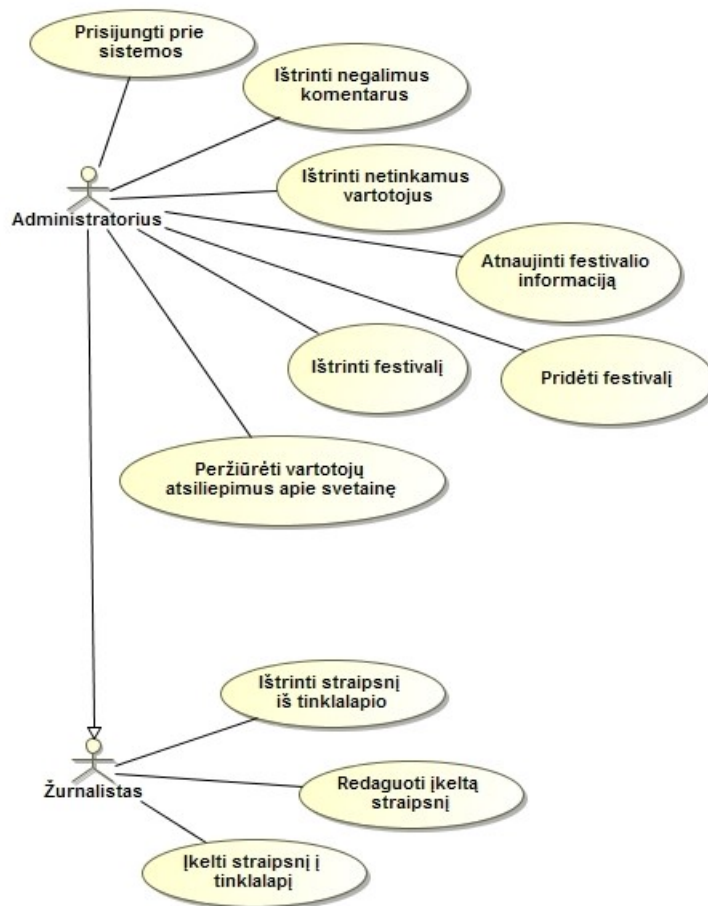 Prisijungti prie
sistemos
Ištrinti negalimus
komentarus
Ištrinti netinkamus
vartotojus
Administratorius
Atnaujinti festivalio
informaciją
Ištrinti festivalį
Pridėti festivalį
Peržiūrėti vartotojų
atsiliepimus apie svetainę
Ištrinti straipsnį
iš tinklalapio
Žurnalistas
Redaguoti įkeltą
straipsnį
Įkelti straipsnį į
tinklalapį